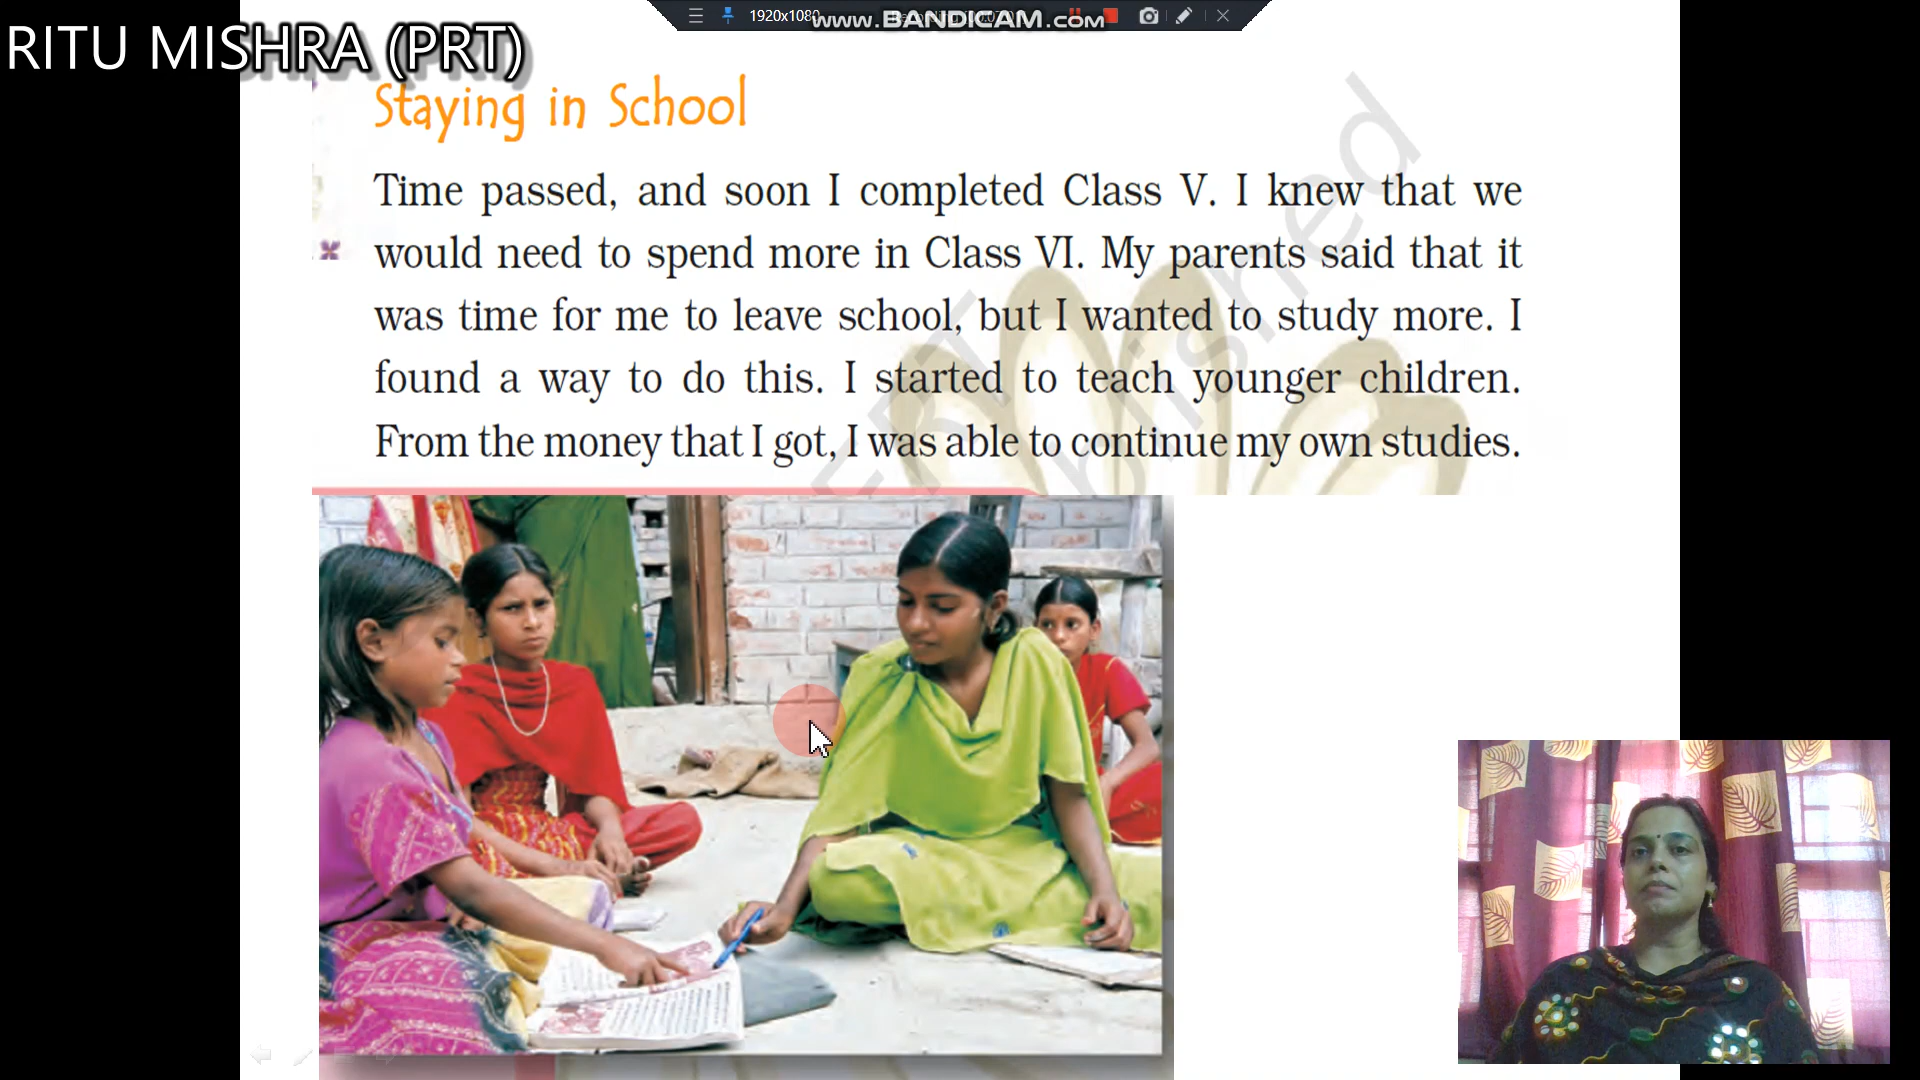 RITU MISHRA (PRT)
1920x1080
www.BANDICAM.com
Staying in School
Time passed, and soon I completed Class V. I knew that we
would need to spend more in Class VI. My parents said that it
was time for me to leave school, but I wanted to study more. I
found a way to do this. I started to teach younger children.
From the money that I got, I was able to continue my own studies.